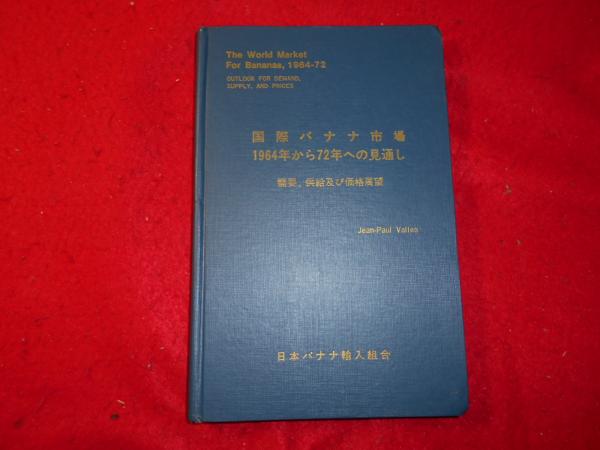 The World Market
For Bananas, 1964-72
OUTLOOK FOR DEMAND,
SUPPLY, AND PRICES
国際バナナ市場
1964年から72年への見通し
需要、供給及び価格展望
Jean-Paul Valles
日本バナナ輸入組合